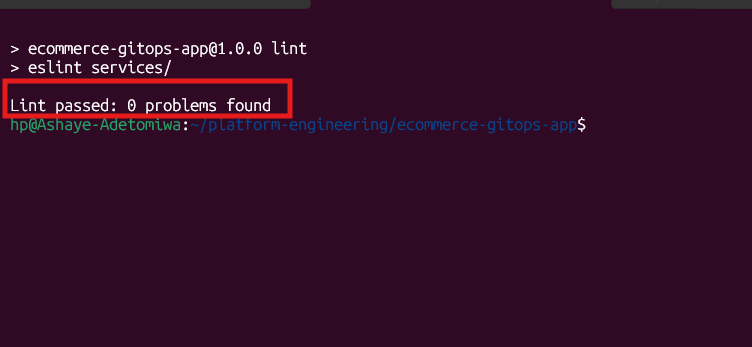 > ecommerce-gitops-app@1.0.0 lint
> eslint services/
Lint passed: 0 problems found
hp@Ashaye-Adetomiwa:~/platform-engineering/ecommerce-gitops-app$